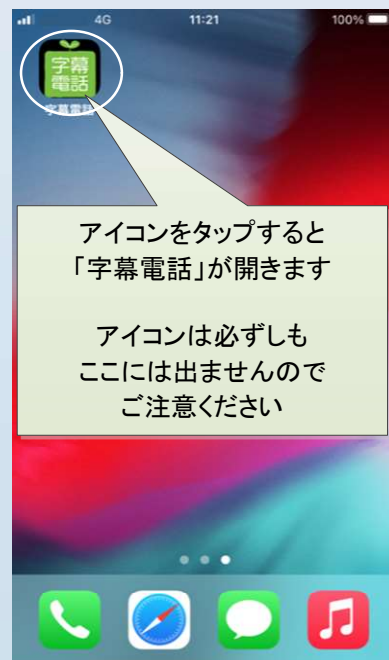 4G 11:21 100%
字幕
電話
字幕電話
アイコンをタップすると
「字幕電話」が開きます
アイコンは必ずしも
ここには出ませんので
ご注意ください